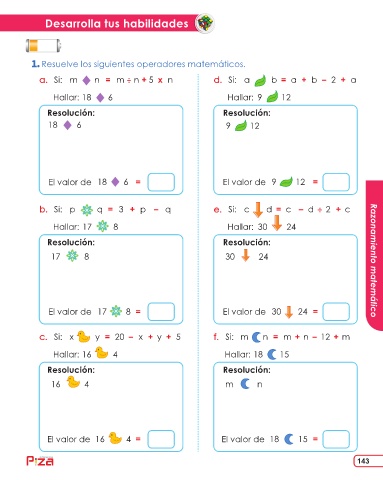 Desarrolla tus habilidades
1. Resuelve los siguientes operadores matemáticos.
a. Si: m n = m ÷ n + 5 x n
Hallar: 18 6
Resolución:
18 6
El valor de 18 6 =
b. Si: p q = 3 + p − q
Hallar: 17 8
Resolución:
17 8
El valor de 17 8 =
c. Si: x y = 20 − x + y + 5
Hallar: 16 4
Resolución:
16 4
El valor de 16 4 =
d. Si: a b = a + b − 2 + a
Hallar: 9 12
Resolución:
9 12
El valor de 9 12 =
e. Si: c d = c − d ÷ 2 + c
Hallar: 30 24
Resolución:
30 24
El valor de 30 24 =
f. Si: m n = m + n − 12 + m
Hallar: 18 15
Resolución:
m n
El valor de 18 15 =
Razonamiento matemático
Piza
143